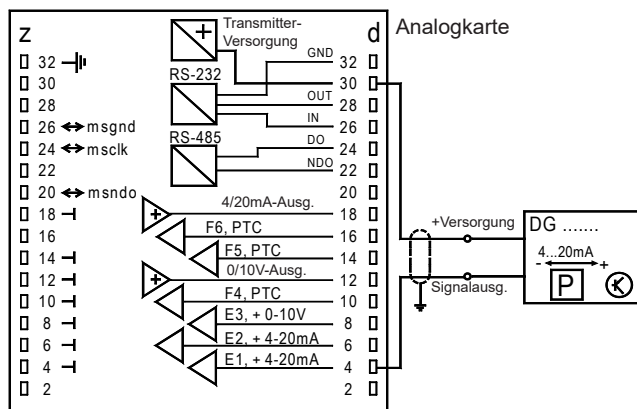 z
Transmitter-
Versorgung
d
Analogkarte
32
GND
32
30
RS-232
30
28
OUT
28
26
msgnd
IN
26
24
msclk
RS-485
DO
24
22
NDO
22
20
msndo
20
18
4/20mA-Ausg.
18
16
F6, PTC
16
14
F5, PTC
14
12
0/10V-Ausg.
12
10
F4, PTC
10
8
E3, + 0-10V
8
6
E2, + 4-20mA
6
4
E1, + 4-20mA
4
2
2
+Versorgung
Signalausg.
DG .......
4...20mA
- +
P